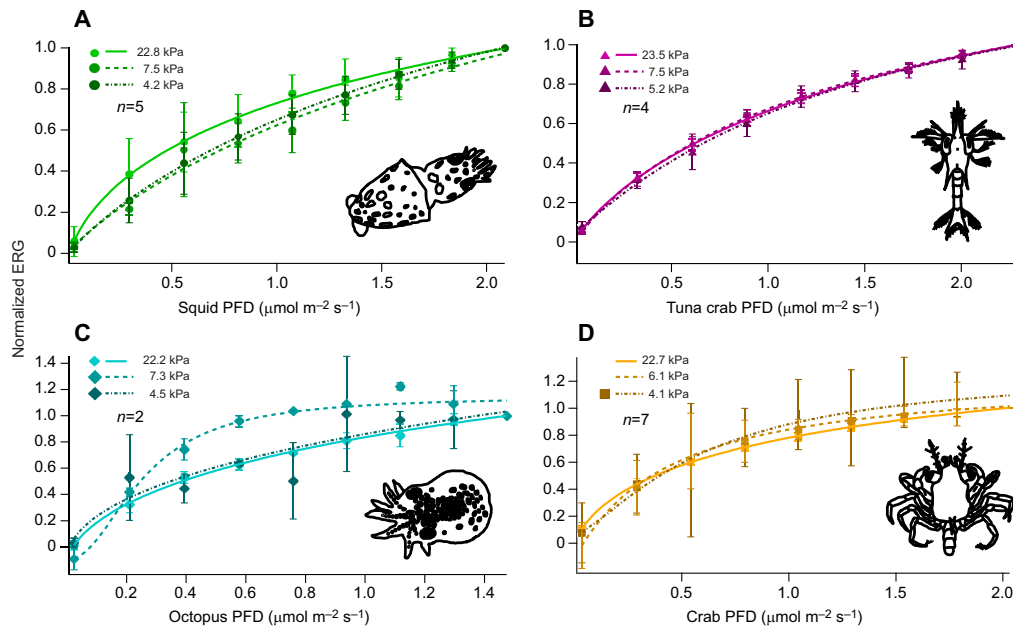 A
22.8 kPa
7.5 kPa
4.2 kPa
n=5
1.0
0.8
0.6
0.4
0.2
0
0.5
1.0
1.5
2.0
Squid PFD (μmol m–2 s–1)
B
23.5 kPa
7.5 kPa
5.2 kPa
n=4
1.0
0.8
0.6
0.4
0.2
0
0.5
1.0
1.5
2.0
Tuna crab PFD (μmol m–2 s–1)
Normalized ERG
C
22.2 kPa
7.3 kPa
4.5 kPa
n=2
1.4
1.2
1.0
0.8
0.6
0.4
0.2
0
0.2
0.4
0.6
0.8
1.0
1.2
1.4
Octopus PFD (μmol m–2 s–1)
D
22.7 kPa
6.1 kPa
4.1 kPa
n=7
1.2
1.0
0.8
0.6
0.4
0.2
0
0.5
1.0
1.5
2.0
Crab PFD (μmol m–2 s–1)